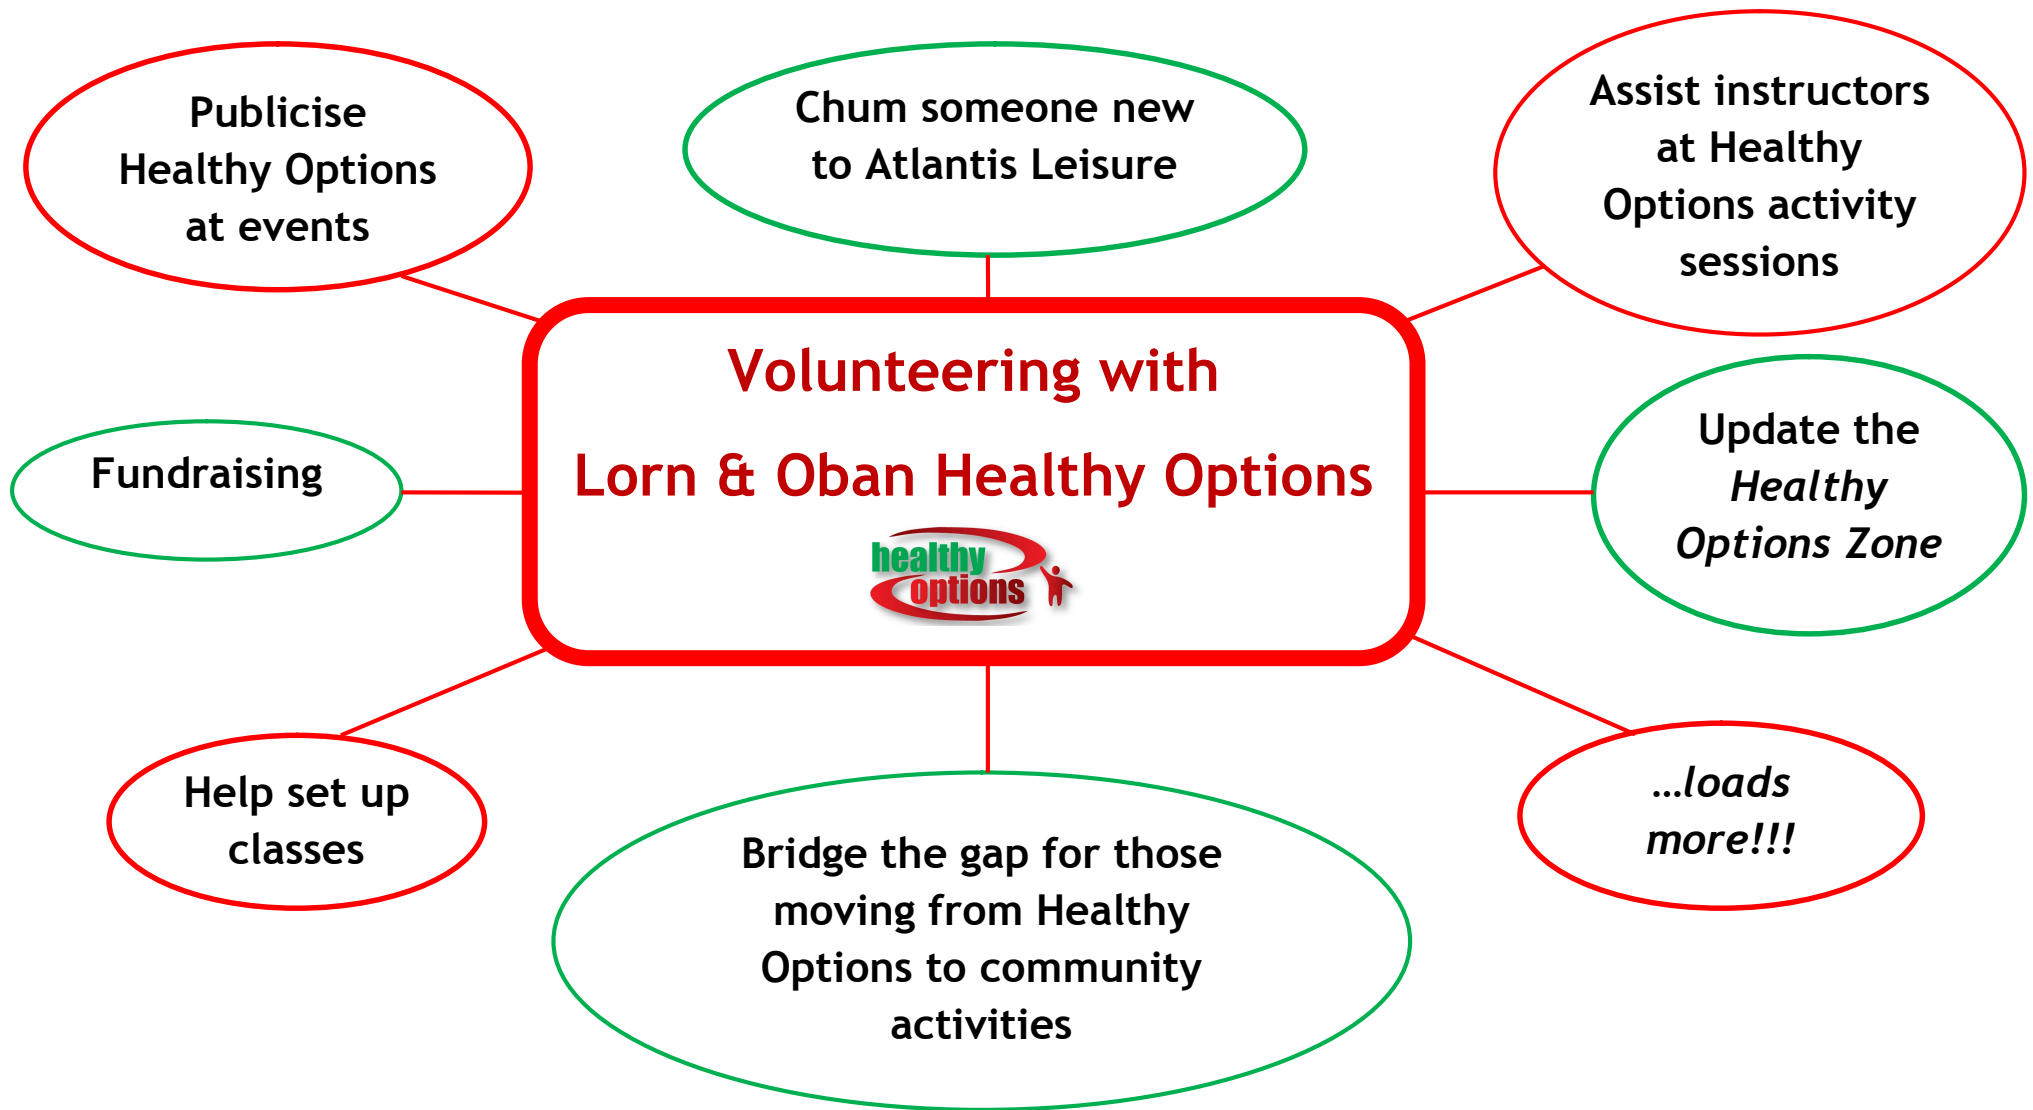 Publicise
Healthy Options
at events
Chum someone new
to Atlantis Leisure
Assist instructors
at Healthy
Options activity
sessions
Volunteering with
Lorn & Oban Healthy Options
healthy
options
Fundraising
Update the
Healthy
Options Zone
Help set up
classes
Bridge the gap for those
moving from Healthy
Options to community
activities
…loads
more!!!